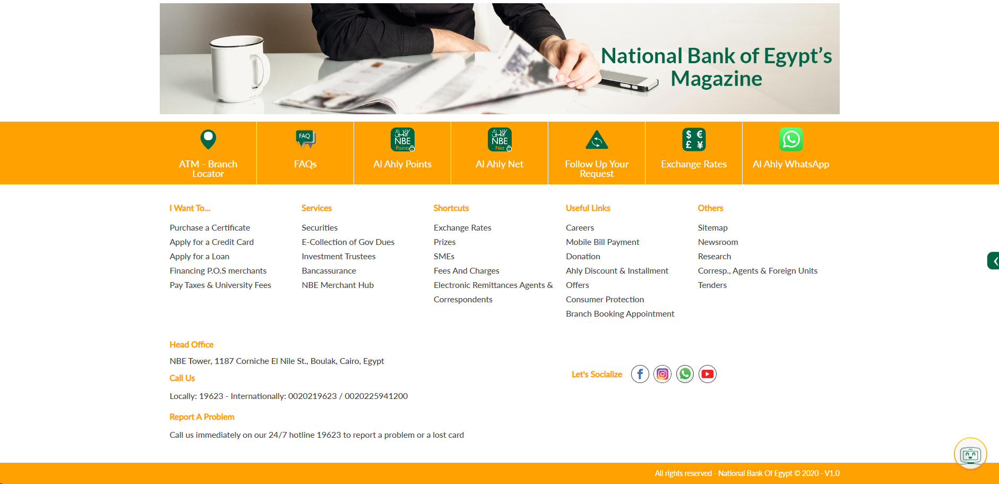 National Bank of Egypt's
Magazine
FAQ
NBE
Points
NBE
Net
$ €
£ ¥
ATM - Branch
Locator
FAQs
Al Ahly Points
Al Ahly Net
Follow Up Your
Request
Exchange Rates
Al Ahly WhatsApp
I Want To...
Purchase a Certificate
Apply for a Credit Card
Apply for a Loan
Financing P.O.S merchants
Pay Taxes & University Fees
Services
Securities
E-Collection of Gov Dues
Investment Trustees
Bancassurance
NBE Merchant Hub
Shortcuts
Exchange Rates
Prizes
SMEs
Fees And Charges
Electronic Remittances Agents &
Correspondents
Useful Links
Careers
Mobile Bill Payment
Donation
Ahly Discount & Installment
Offers
Consumer Protection
Branch Booking Appointment
Others
Sitemap
Newsroom
Research
Corresp., Agents & Foreign Units
Tenders
Head Office
NBE Tower, 1187 Corniche El Nile St., Boulak, Cairo, Egypt
Call Us
Locally: 19623 - Internationally: 0020219623 / 0020225941200
Report A Problem
Call us immediately on our 24/7 hotline 19623 to report a problem or a lost card
Let's Socialize
All rights reserved - National Bank Of Egypt © 2020 - V1.0